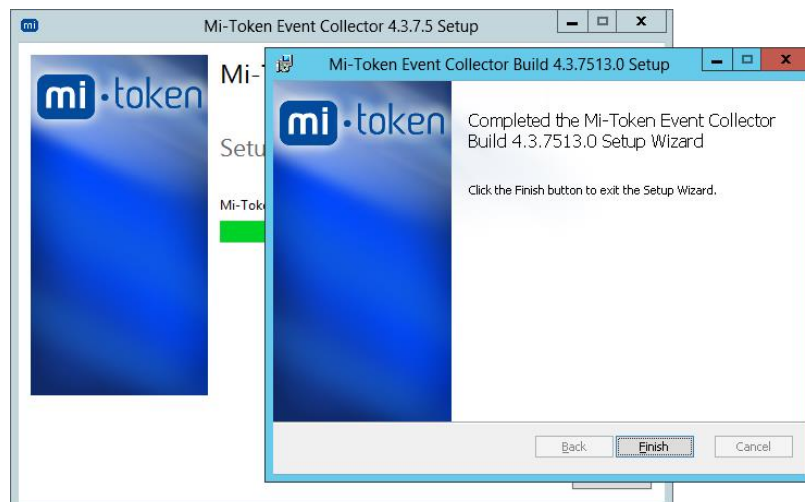 mi
Mi-Token Event Collector 4.3.7.5 Setup
mi·token
Mi-
Setu
Mi-Toke
Mi-Token Event Collector Build 4.3.7513.0 Setup
mi·token
Completed the Mi-Token Event Collector
Build 4.3.7513.0 Setup Wizard
Click the Finish button to exit the Setup Wizard.
Back
Finish
Cancel